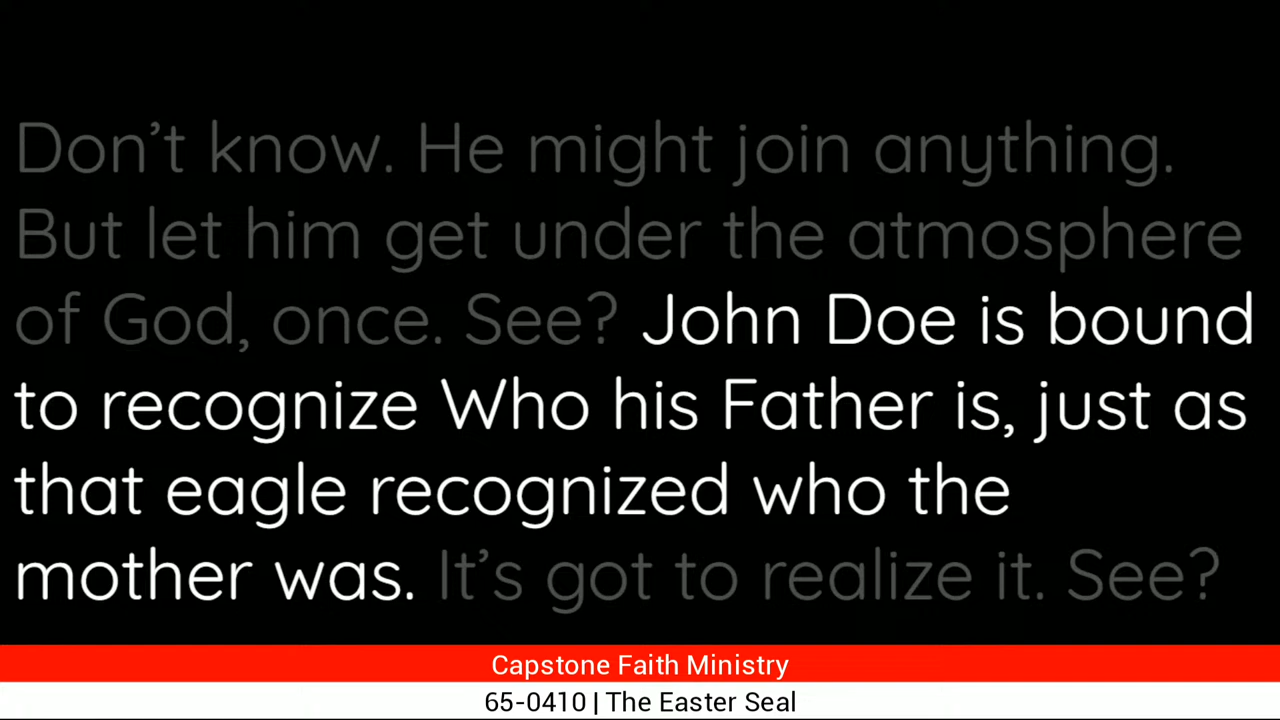 Don’t know. He might join anything.
But let him get under the atmosphere
of God, once. See? John Doe is bound
to recognize Who his Father is, just as
that eagle recognized who the
mother was. It’s got to realize it. See?
Capstone Faith Ministry
65-0410 | The Easter Seal